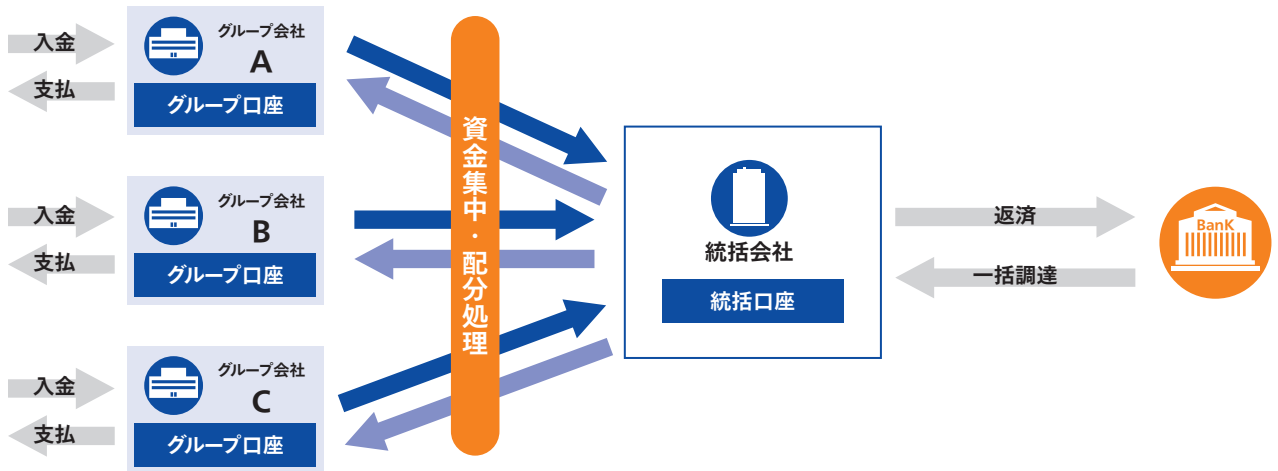 入金
支払
グループ会社
A
グループ口座
入金
支払
グループ会社
B
グループ口座
入金
支払
グループ会社
C
グループ口座
資金集中・配分処理
統括会社
統括口座
返済
一括調達
BanK